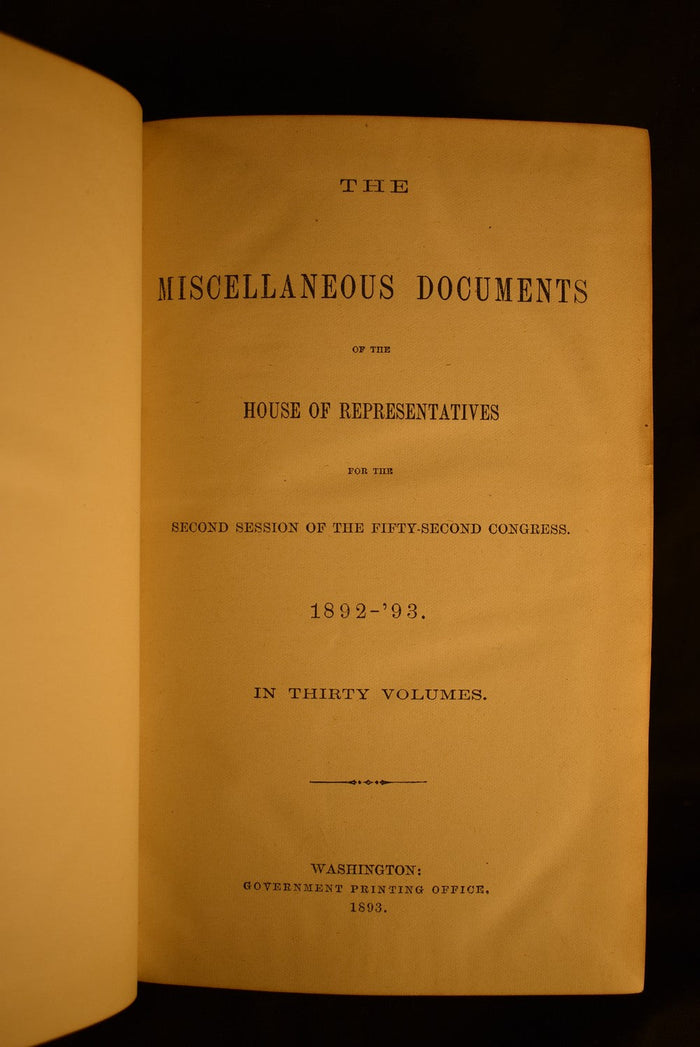 THE
MISCELLANEOUS DOCUMENTS
OF THE
HOUSE OF REPRESENTATIVES
FOR THE
SECOND SESSION OF THE FIFTY-SECOND CONGRESS.
1892-'93.
IN THIRTY VOLUMES.
WASHINGTON:
GOVERNMENT PRINTING OFFICE.
1893.